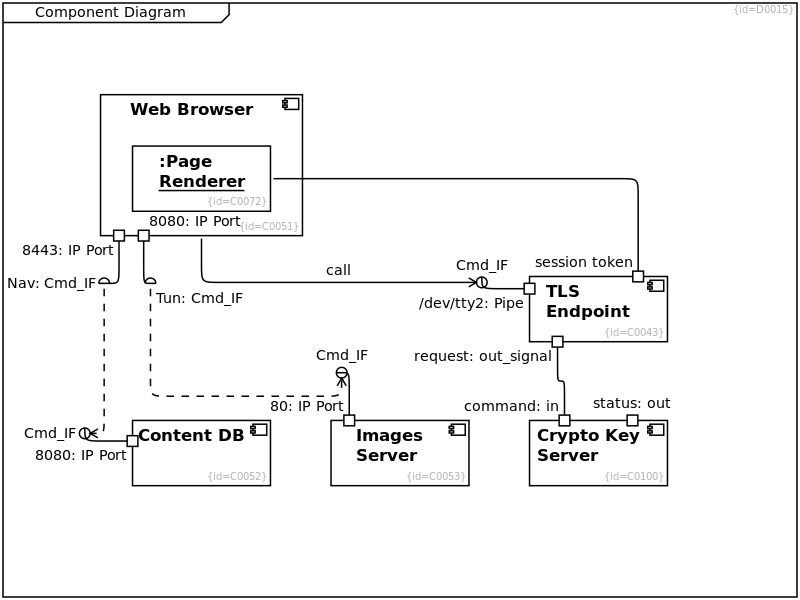 Component Diagram
{id=D0015}
Web Browser
:Page
Renderer
{id=C0072}
8080: IP Port
{id=C0051}
8443: IP Port
session token
Cmd_IF
call
Nav: Cmd_IF
Tun: Cmd_IF
TLS
Endpoint
/dev/tty2: Pipe
{id=C0043}
Cmd_IF
request: out_signal
80: IP Port
command: in
status: out
Cmd_IF
8080: IP Port
Content DB
{id=C0052}
Images
Server
{id=C0053}
Crypto Key
Server
{id=C0100}